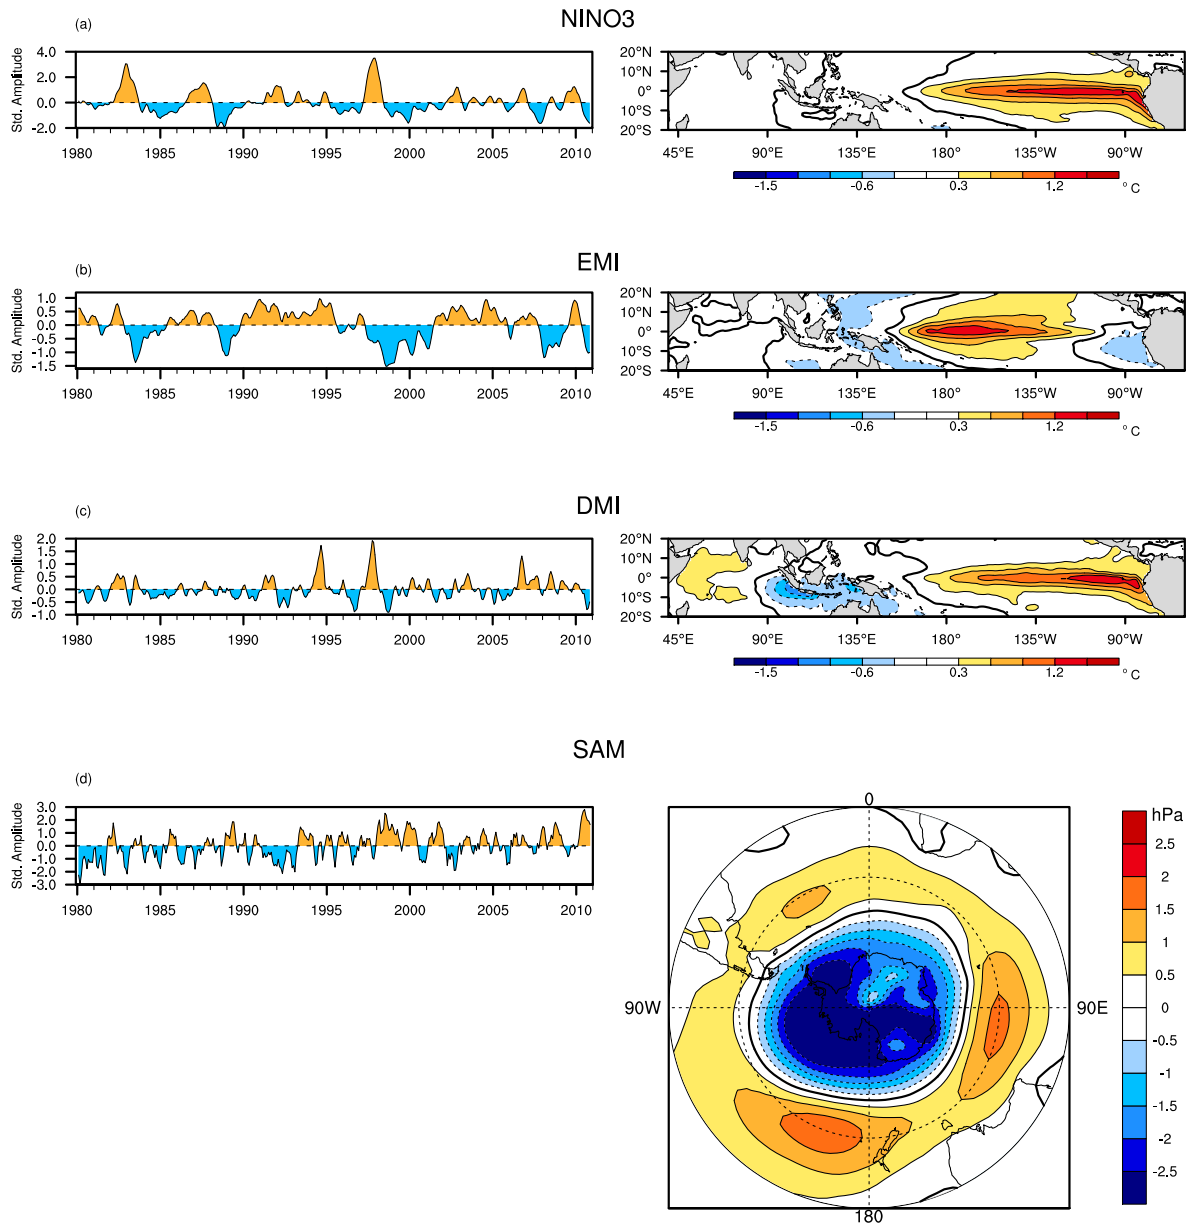 NINO3
(a)
Std. Amplitude
4.0
2.0
0.0
-2.0
1980 1985 1990 1995 2000 2005 2010
20°N
10°N
0°
10°S
20°S
45°E 90°E 135°E 180° 135°W 90°W
-1.5 -0.6 0.3 1.2 °C
EMI
(b)
Std. Amplitude
1.0
0.5
0.0
-0.5
-1.0
-1.5
1980 1985 1990 1995 2000 2005 2010
20°N
10°N
0°
10°S
20°S
45°E 90°E 135°E 180° 135°W 90°W
-1.5 -0.6 0.3 1.2 °C
DMI
(c)
Std. Amplitude
2.0
1.5
1.0
0.5
0.0
-0.5
-1.0
1980 1985 1990 1995 2000 2005 2010
20°N
10°N
0°
10°S
20°S
45°E 90°E 135°E 180° 135°W 90°W
-1.5 -0.6 0.3 1.2 °C
SAM
(d)
Std. Amplitude
3.0
2.0
1.0
0.0
-1.0
-2.0
-3.0
1980 1985 1990 1995 2000 2005 2010
0
90W
90E
180
hPa
2.5
2
1.5
1
0.5
0
-0.5
-1
-1.5
-2
-2.5